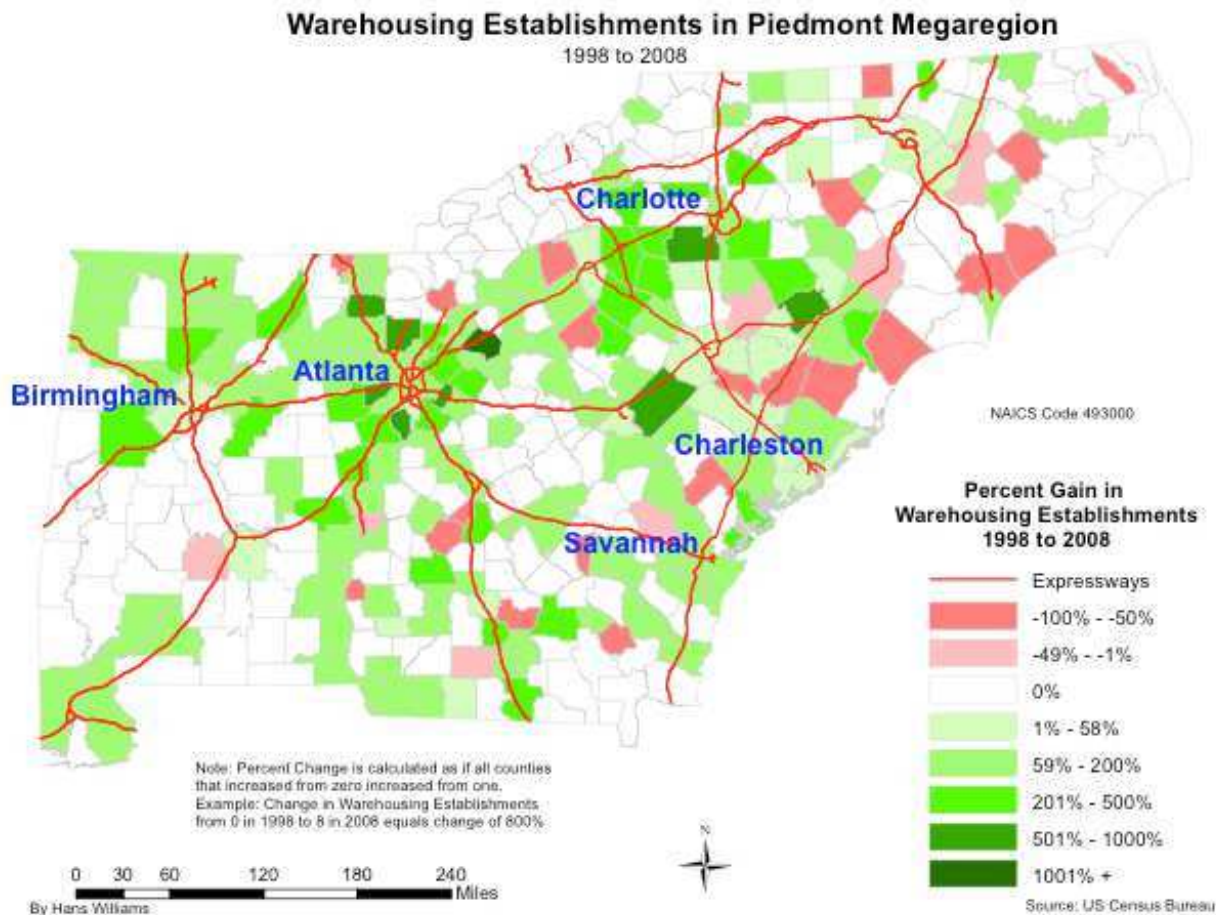 Warehousing Establishments in Piedmont Megaregion
1998 to 2008
Charlotte
Atlanta
Birmingham
NAICS Code 493000
Charleston
Savannah
Percent Gain in
Warehousing Establishments
1998 to 2008
Expressways
-100% - -50%
-49% - -1%
0%
1% - 58%
59% - 200%
201% - 500%
501% - 1000%
1001% +
Note: Percent Change is calculated as if all counties
that increased from zero increased from one.
Example: Change in Warehousing Establishments
from 0 in 1998 to 8 in 2008 equals change of 800%
N
0 30 60 120 180 240
Miles
By Hans Williams
Source: US Census Bureau